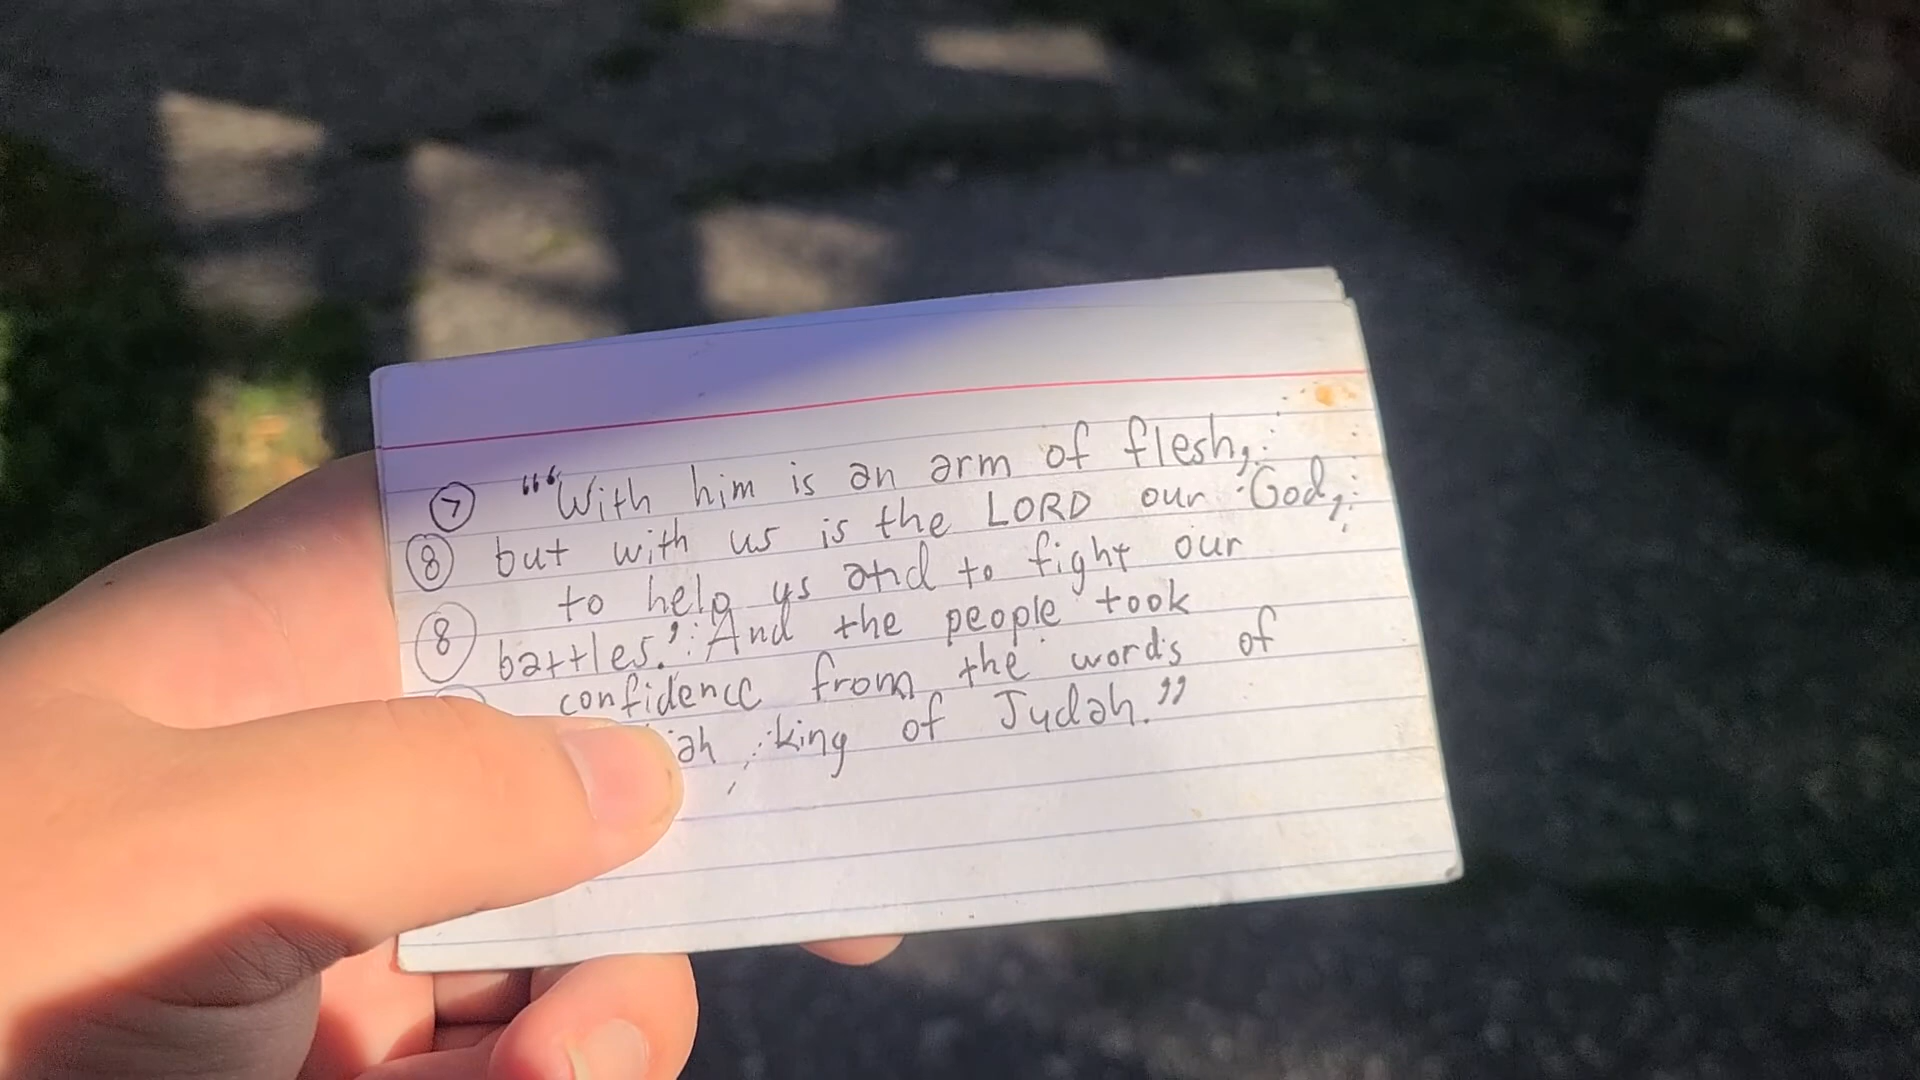 ⑦ "“With him is an arm of flesh,
⑧ but with us is the LORD our God,
to help us and to fight our
⑧ battles.” And the people took
confidence from the words of
iah, king of Judah."